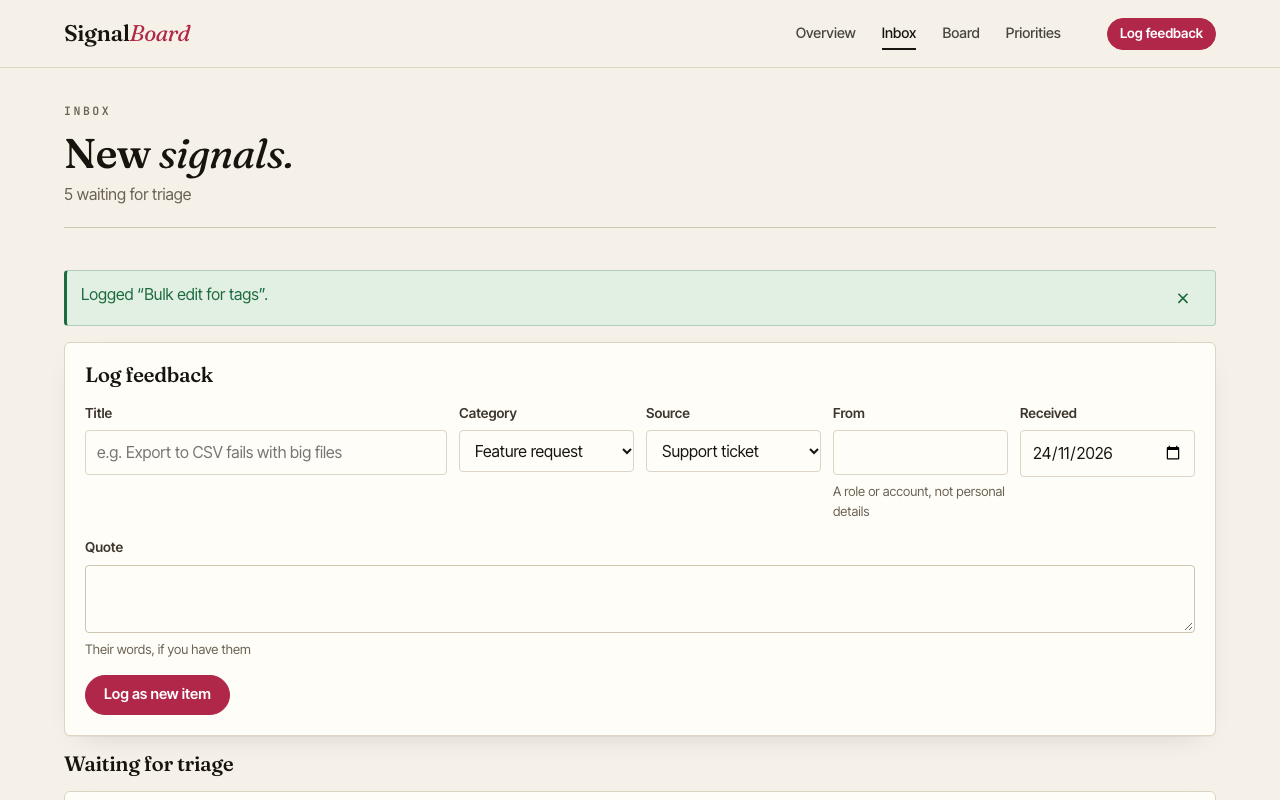 SignalBoard
Overview Inbox Board Priorities Log feedback
INBOX
New signals.
5 waiting for triage
Logged “Bulk edit for tags”.
Log feedback
Title Category Source From Received
e.g. Export to CSV fails with big files Feature request Support ticket 24/11/2026
A role or account, not personal
details
Quote
Their words, if you have them
Log as new item
Waiting for triage